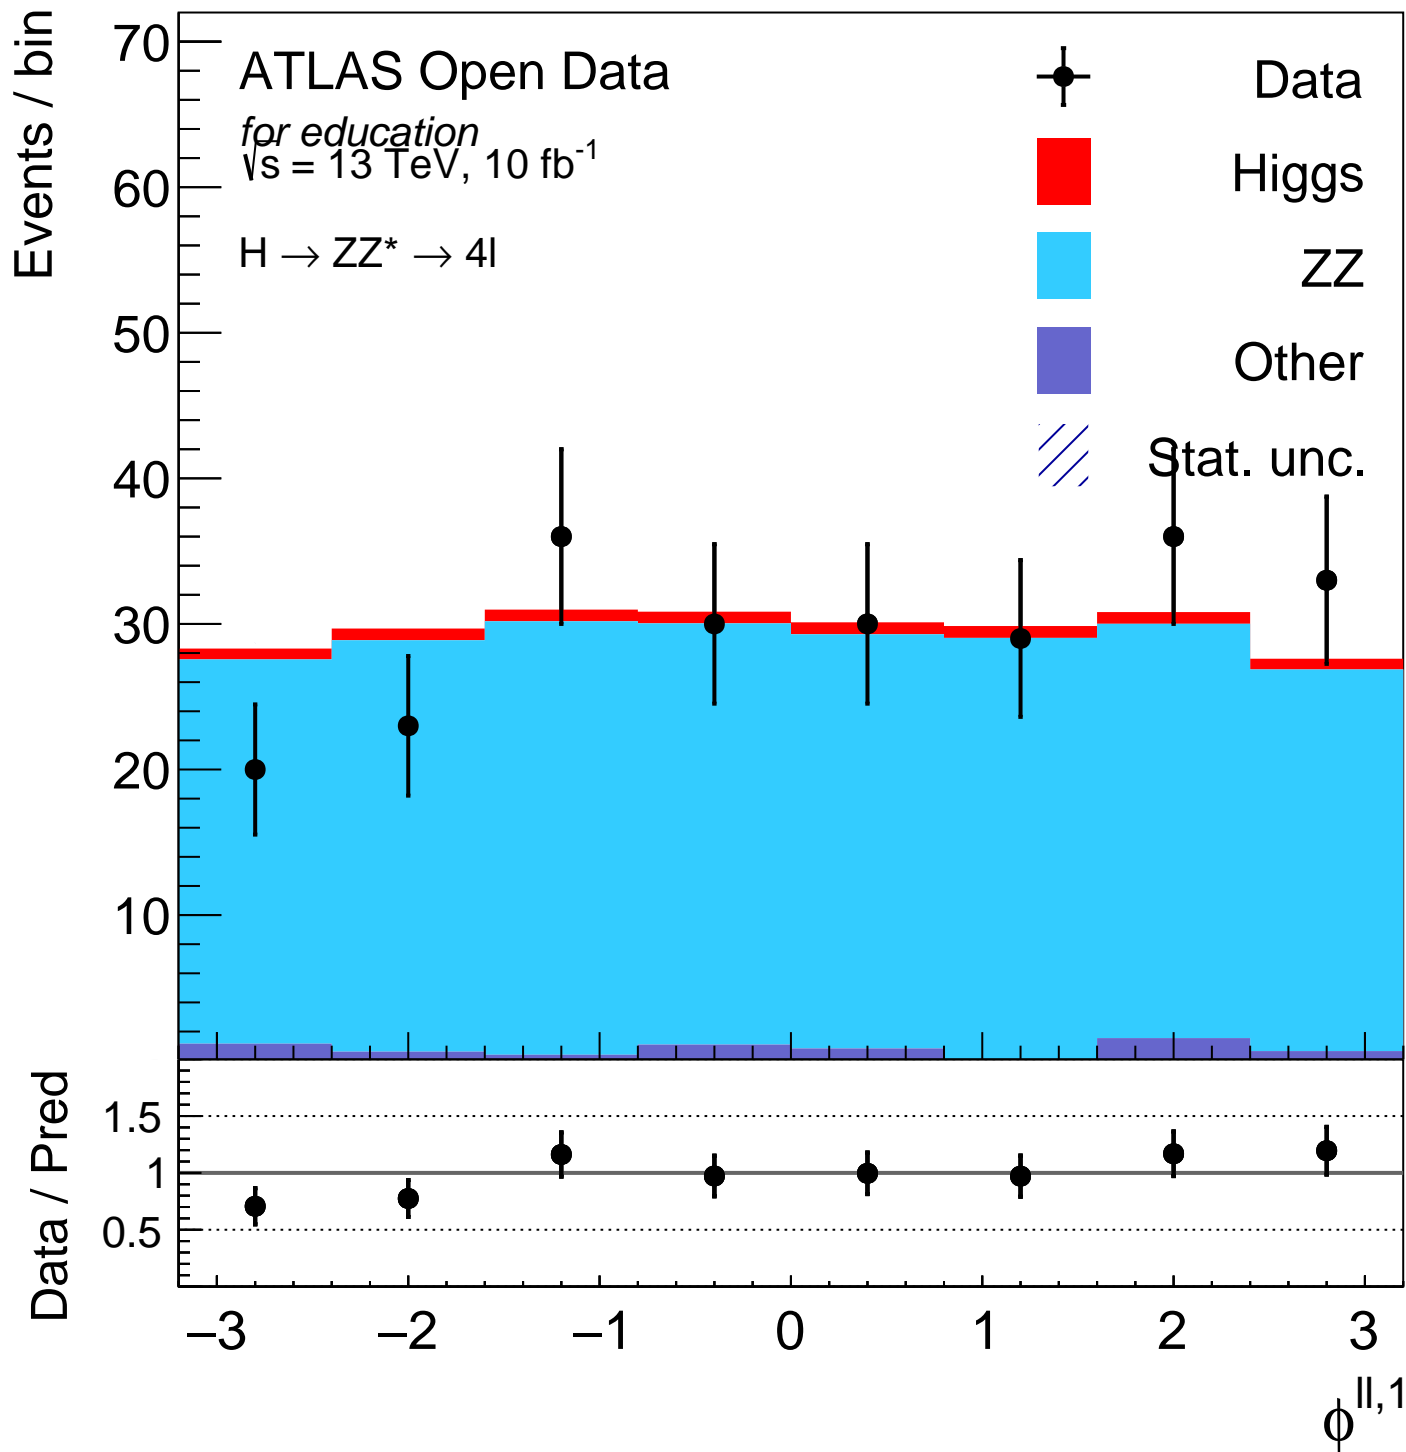 Events / bin
70
60
50
40
30
20
10
ATLAS Open Data
for education
√s = 13 TeV, 10 fb⁻¹
H → ZZ* → 4l
Data
Higgs
ZZ
Other
Stat. unc.
Data / Pred
1.5
1
0.5
–3 –2 –1 0 1 2 3
ϕ^ll,1